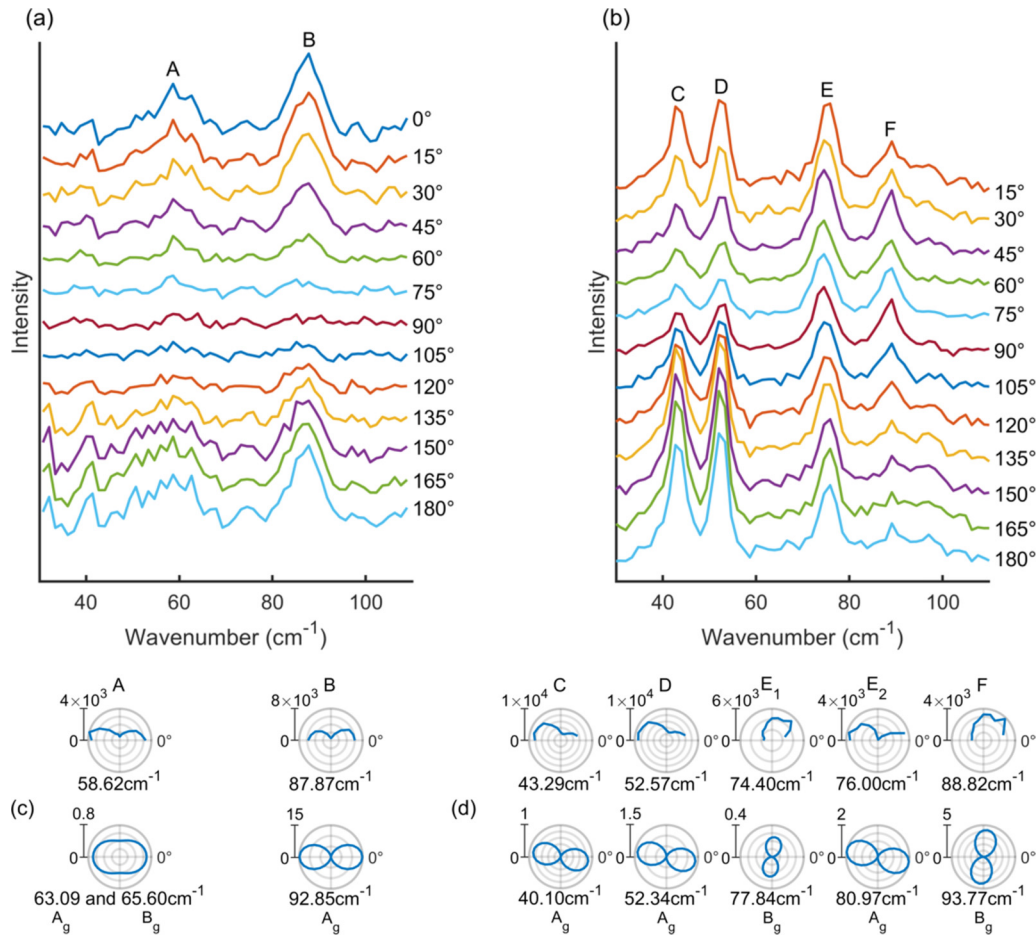 (a)
A
B
0°
15°
30°
45°
60°
75°
90°
105°
120°
135°
150°
165°
180°
Intensity
40 60 80 100
Wavenumber (cm⁻¹)
(b)
C
D
E
F
15°
30°
45°
60°
75°
90°
105°
120°
135°
150°
165°
180°
Intensity
40 60 80 100
Wavenumber (cm⁻¹)
A B C D E₁ E₂ F
4×10³ 8×10³ 1×10⁴ 1×10⁴ 6×10³ 4×10³ 4×10³
0 0° 0 0° 0 0° 0 0° 0 0° 0 0° 0 0°
58.62cm⁻¹ 87.87cm⁻¹ 43.29cm⁻¹ 52.57cm⁻¹ 74.40cm⁻¹ 76.00cm⁻¹ 88.82cm⁻¹
(c) (d)
0.8 15 1 1.5 0.4 2 5
0 0° 0 0° 0 0° 0 0° 0 0° 0 0° 0 0°
63.09 and 65.60cm⁻¹ 92.85cm⁻¹ 40.10cm⁻¹ 52.34cm⁻¹ 77.84cm⁻¹ 80.97cm⁻¹ 93.77cm⁻¹
A_g B_g A_g A_g A_g B_g A_g B_g